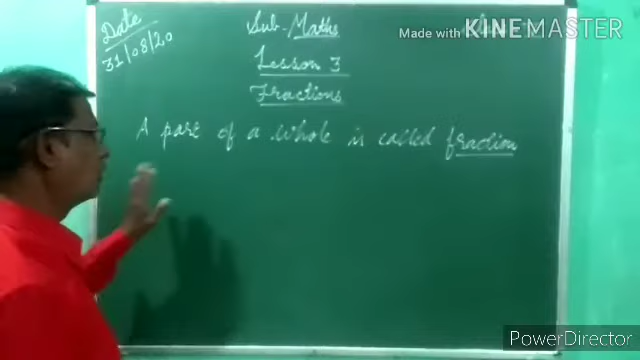 Date
31/08/20
Sub-Maths
Made with KINEMASTER
Lesson 3
Fractions
A part of a whole is called fraction
PowerDirector